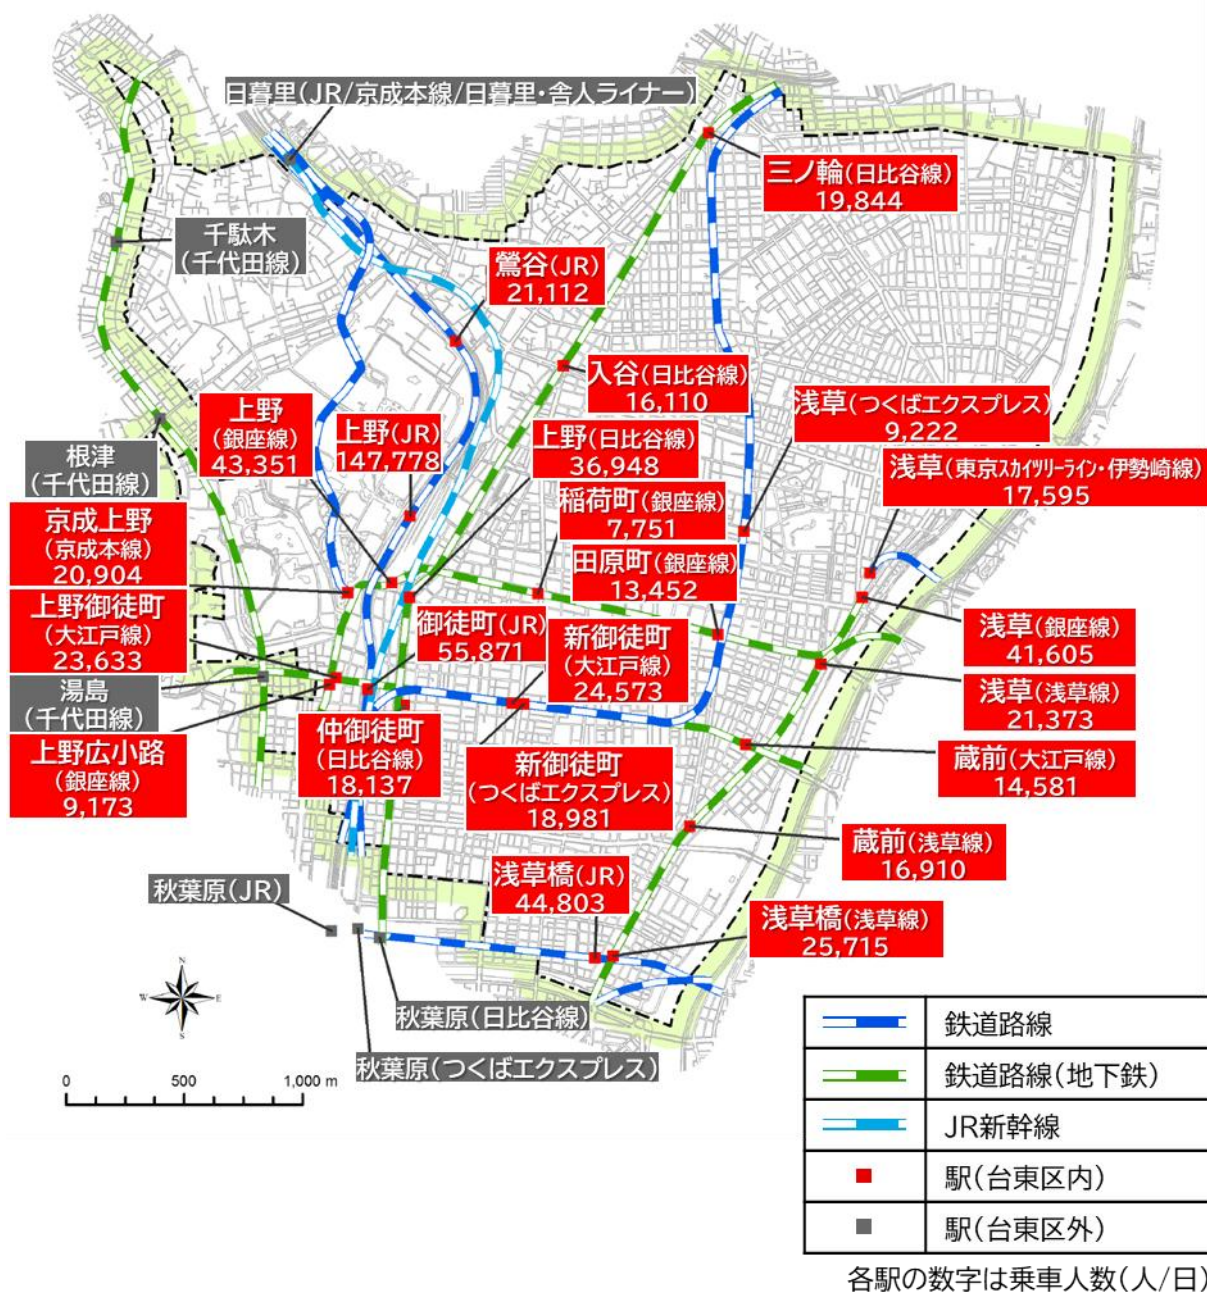 日暮里(JR/京成本線/日暮里・舎人ライナー)
三ノ輪(日比谷線)
19,844
千駄木
(千代田線)
鶯谷(JR)
21,112
入谷(日比谷線)
16,110
浅草(つくばエクスプレス)
9,222
上野
(銀座線)
43,351
上野(JR)
147,778
上野(日比谷線)
36,948
根津
(千代田線)
浅草(東京スカイツリーライン・伊勢崎線)
17,595
稲荷町(銀座線)
7,751
京成上野
(京成本線)
20,904
田原町(銀座線)
13,452
上野御徒町
(大江戸線)
23,633
御徒町(JR)
55,871
新御徒町
(大江戸線)
24,573
浅草(銀座線)
41,605
湯島
(千代田線)
浅草(浅草線)
21,373
上野広小路
(銀座線)
9,173
仲御徒町
(日比谷線)
18,137
新御徒町
(つくばエクスプレス)
18,981
蔵前(大江戸線)
14,581
蔵前(浅草線)
16,910
浅草橋(JR)
44,803
秋葉原(JR)
浅草橋(浅草線)
25,715
N
W
E
S
秋葉原(日比谷線)
秋葉原(つくばエクスプレス)
0 500 1,000 m
鉄道路線
鉄道路線(地下鉄)
JR新幹線
駅(台東区内)
駅(台東区外)
各駅の数字は乗車人数(人/日)